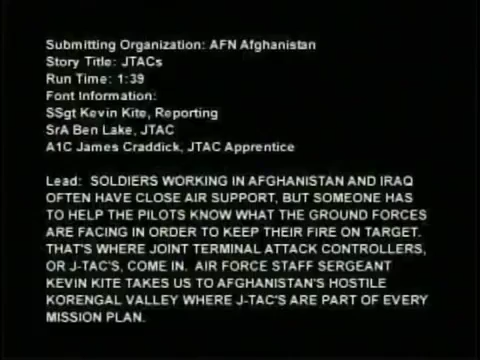 Submitting Organization: AFN Afghanistan
Story Title: JTACs
Run Time: 1:39
Font Information:
SSgt Kevin Kite, Reporting
SrA Ben Lake, JTAC
A1C James Craddick, JTAC Apprentice
Lead: SOLDIERS WORKING IN AFGHANISTAN AND IRAQ
OFTEN HAVE CLOSE AIR SUPPORT, BUT SOMEONE HAS
TO HELP THE PILOTS KNOW WHAT THE GROUND FORCES
ARE FACING IN ORDER TO KEEP THEIR FIRE ON TARGET.
THAT'S WHERE JOINT TERMINAL ATTACK CONTROLLERS,
OR J-TAC'S, COME IN. AIR FORCE STAFF SERGEANT
KEVIN KITE TAKES US TO AFGHANISTAN'S HOSTILE
KORENGAL VALLEY WHERE J-TAC'S ARE PART OF EVERY
MISSION PLAN.